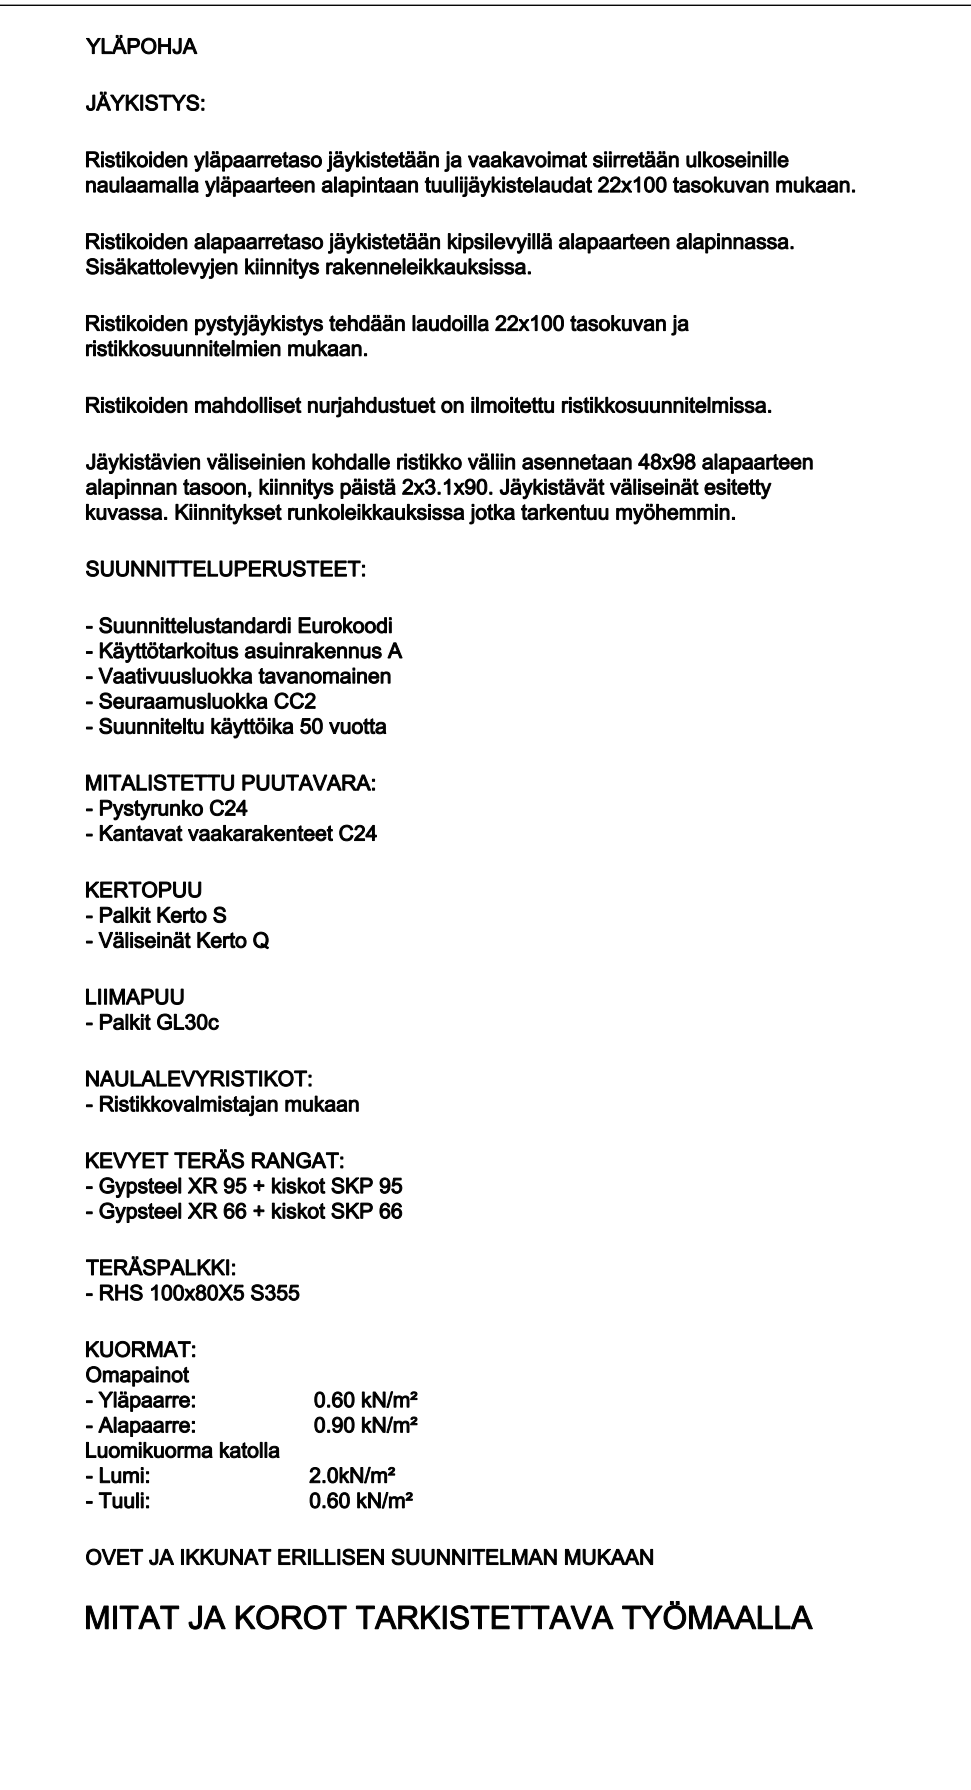 YLÄPOHJA
JÄYKISTYS:
Ristikoiden yläpaarretaso jäykistetään ja vaakavoimat siirretään ulkoseinille
naulaamalla yläpaarteen alapintaan tuulijäykistelaudat 22x100 tasokuvan mukaan.
Ristikoiden alapaarretaso jäykistetään kipsilevyillä alapaarteen alapinnassa.
Sisäkattolevyjen kiinnitys rakenneleikkauksissa.
Ristikoiden pystyjäykistys tehdään laudoilla 22x100 tasokuvan ja
ristikkosuunnitelmien mukaan.
Ristikoiden mahdolliset nurjahdustuet on ilmoitettu ristikkosuunnitelmissa.
Jäykistävien väliseinien kohdalle ristikko väliin asennetaan 48x98 alapaarteen
alapinnan tasoon, kiinnitys päistä 2x3.1x90. Jäykistävät väliseinät esitetty
kuvassa. Kiinnitykset runkoleikkauksissa jotka tarkentuu myöhemmin.
SUUNNITTELUPERUSTEET:
- Suunnittelustandardi Eurokoodi
- Käyttötarkoitus asuinrakennus A
- Vaativuusluokka tavanomainen
- Seuraamusluokka CC2
- Suunniteltu käyttöika 50 vuotta
MITALISTETTU PUUTAVARA:
- Pystyrunko C24
- Kantavat vaakarakenteet C24
KERTOPUU
- Palkit Kerto S
- Väliseinät Kerto Q
LIIMAPUU
- Palkit GL30c
NAULALEVYRISTIKOT:
- Ristikkovalmistajan mukaan
KEVYET TERÄS RANGAT:
- Gypsteel XR 95 + kiskot SKP 95
- Gypsteel XR 66 + kiskot SKP 66
TERÄSPALKKI:
- RHS 100x80X5 S355
KUORMAT:
Omapainot
- Yläpaarre: 0.60 kN/m²
- Alapaarre: 0.90 kN/m²
Luomikuorma katolla
- Lumi: 2.0kN/m²
- Tuuli: 0.60 kN/m²
OVET JA IKKUNAT ERILLISEN SUUNNITELMAN MUKAAN
MITAT JA KOROT TARKISTETTAVA TYÖMAALLA